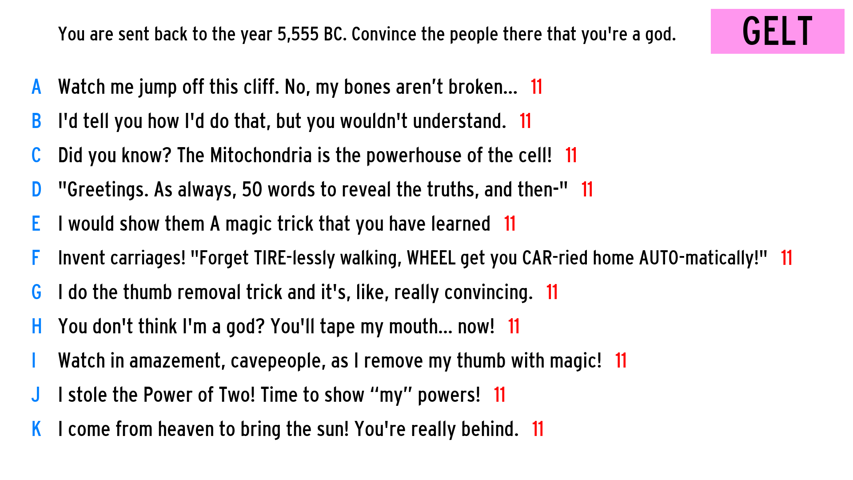 You are sent back to the year 5,555 BC. Convince the people there that you're a god.
GELT
A Watch me jump off this cliff. No, my bones aren’t broken... 11
B I'd tell you how I'd do that, but you wouldn't understand. 11
C Did you know? The Mitochondria is the powerhouse of the cell! 11
D "Greetings. As always, 50 words to reveal the truths, and then-" 11
E I would show them A magic trick that you have learned 11
F Invent carriages! "Forget TIRE-lessly walking, WHEEL get you CAR-ried home AUTO-matically!" 11
G I do the thumb removal trick and it's, like, really convincing. 11
H You don't think I'm a god? You'll tape my mouth... now! 11
I Watch in amazement, cavepeople, as I remove my thumb with magic! 11
J I stole the Power of Two! Time to show “my” powers! 11
K I come from heaven to bring the sun! You're really behind. 11